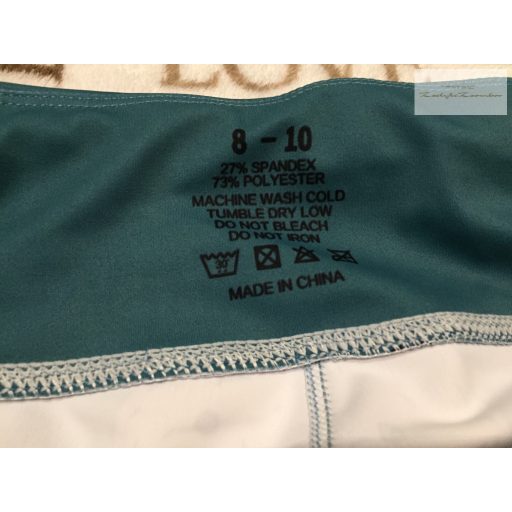 8 - 10
27% SPANDEX
73% POLYESTER
MACHINE WASH COLD
TUMBLE DRY LOW
DO NOT BLEACH
DO NOT IRON
30
MADE IN CHINA